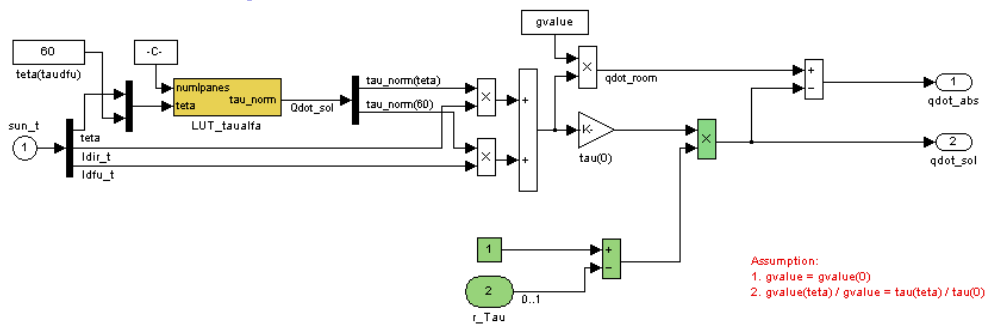 gvalue
60
-C-
teta(taudfu)
numlpanes
teta
tau_norm
LUT_taualfa
Qdot_sol
tau_norm(teta)
tau_norm(60)
×
×
×
+
+
qdot_room
+
−
1
qdot_abs
sun_t
1
teta
Idir_t
Idfu_t
K-
tau(0)
×
2
qdot_sol
1
+
−
2
0..1
r_Tau
Assumption:
1. gvalue = gvalue(0)
2. gvalue(teta) / gvalue = tau(teta) / tau(0)